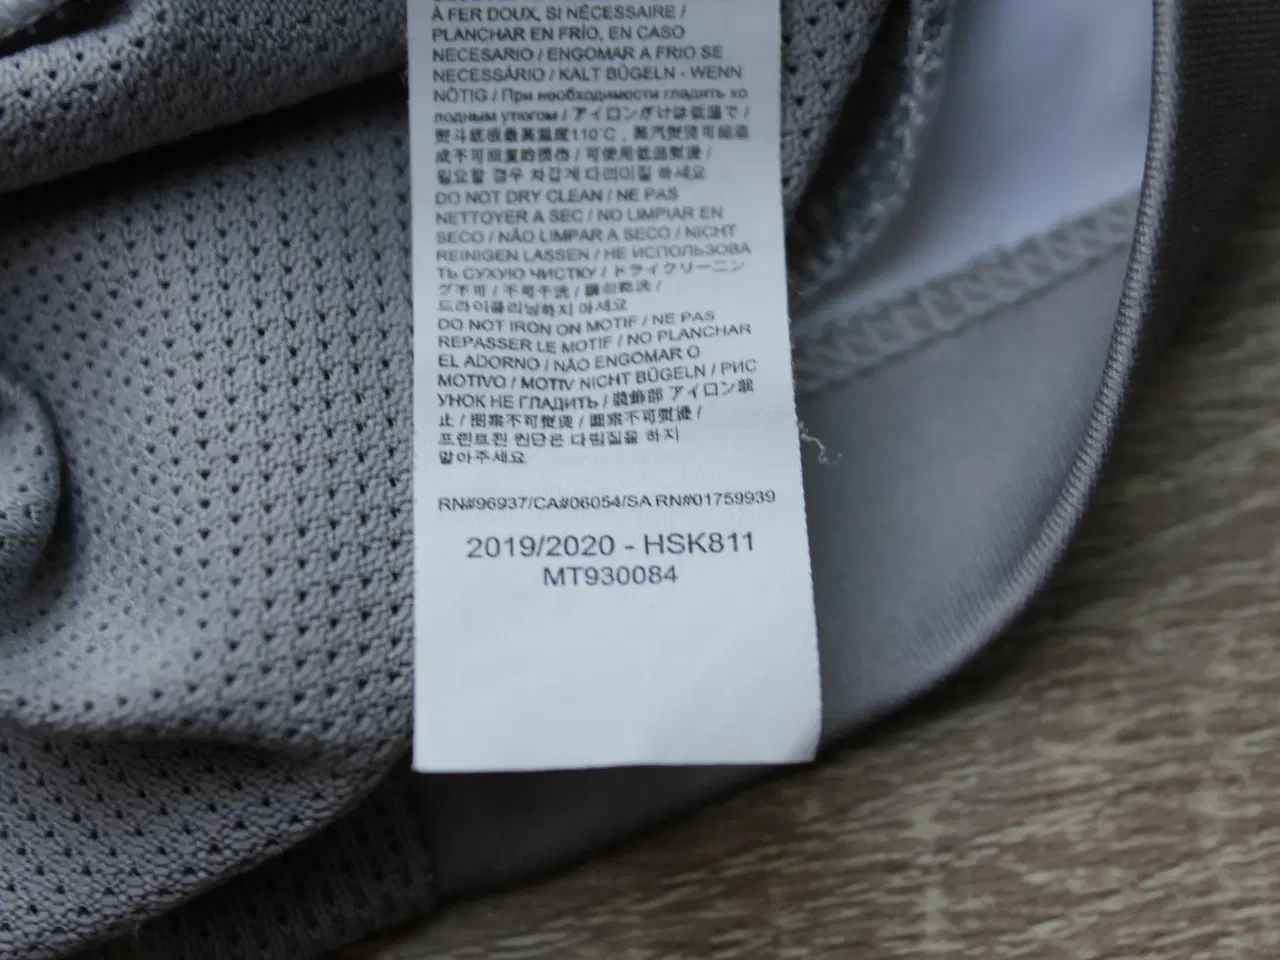 À FER DOUX, SI NÉCESSAIRE /
PLANCHAR EN FRÍO, EN CASO
NECESARIO / ENGOMAR A FRIO SE
NECESSÁRIO / KALT BÜGELN - WENN
NÖTIG / При необходимости гладить хо
лодным утюгом / アイロンがけは低温で /
熨斗底板最高温度110℃，蒸汽熨烫可能造
成不可回复的损伤 / 可使用低温熨燙 /
필요할 경우 차갑게 다리미질 하세요
DO NOT DRY CLEAN / NE PAS
NETTOYER A SEC / NO LIMPIAR EN
SECO / NÃO LIMPAR A SECO / NICHT
REINIGEN LASSEN / НЕ ИСПОЛЬЗОВА
ТЬ СУХУЮ ЧИСТКУ / ドライクリーニン
グ不可 / 不可干洗 / 請勿乾洗 /
드라이클리닝하지 마세요
DO NOT IRON ON MOTIF / NE PAS
REPASSER LE MOTIF / NO PLANCHAR
EL ADORNO / NÃO ENGOMAR O
MOTIVO / MOTIV NICHT BÜGELN / РИС
УНОК НЕ ГЛАДИТЬ / 装飾部 アイロン禁
止 / 图案不可熨烫 / 圖案不可熨燙 /
프린트된 원단은 다림질을 하지
말아주세요
RN#96937/CA#06054/SA RN#01759939
2019/2020 - HSK811
MT930084